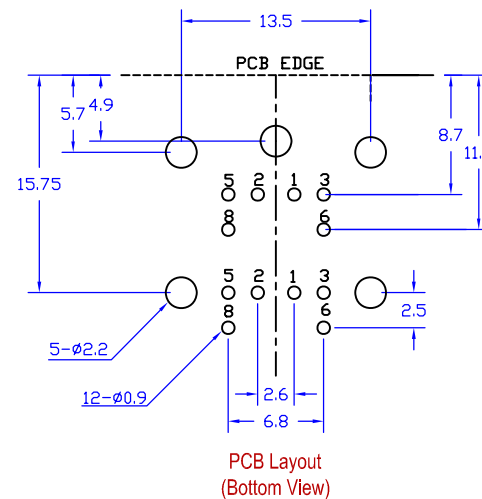 13.5
PCB EDGE
4.9
5.7
8.7
11.
15.75
5 2 1 3
8 6
5 2 1 3
8 6
2.5
5-ø2.2
12-ø0.9
2.6
6.8
PCB Layout
(Bottom View)